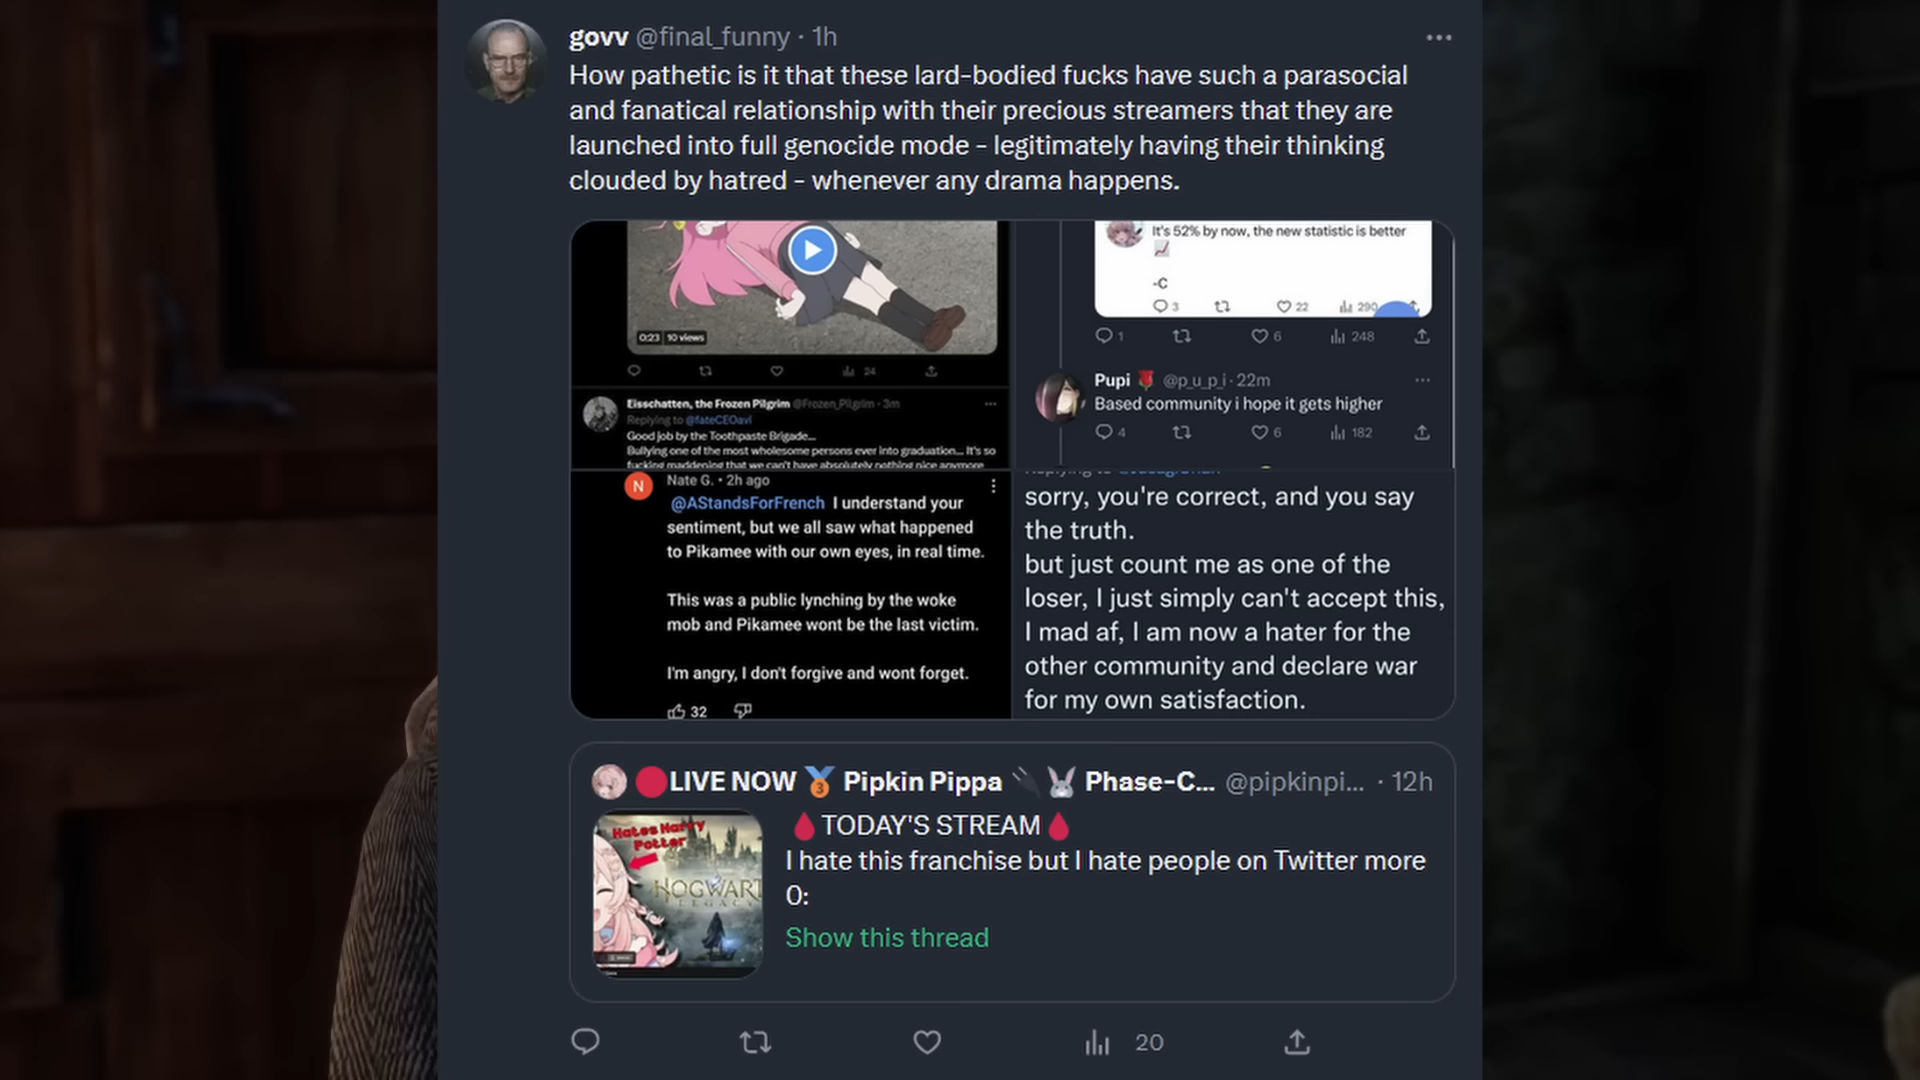 govv @final_funny · 1h
How pathetic is it that these lard-bodied fucks have such a parasocial
and fanatical relationship with their precious streamers that they are
launched into full genocide mode - legitimately having their thinking
clouded by hatred - whenever any drama happens.
0:23 10 views
24
Eisschatten, the Frozen Pilgrim @Frozen_Pilgrim · 3m
Replying to @fateCEOavi
Good job by the Toothpaste Brigade...
Bullying one of the most wholesome persons ever into graduation... It's so
fucking maddening that we can't have absolutely nothing nice anymore
It's 52% by now, the new statistic is better
-C
3 22 290
1 6 248
Pupi @p_u_p_i · 22m
Based community i hope it gets higher
4 6 182
N
Nate G. • 2h ago
@AStandsForFrench I understand your
sentiment, but we all saw what happened
to Pikamee with our own eyes, in real time.
This was a public lynching by the woke
mob and Pikamee wont be the last victim.
I'm angry, I don't forgive and wont forget.
32
sorry, you're correct, and you say
the truth.
but just count me as one of the
loser, I just simply can't accept this,
I mad af, I am now a hater for the
other community and declare war
for my own satisfaction.
🔴LIVE NOW 🥉 Pipkin Pippa 🔌🐰 Phase-C... @pipkinpi... · 12h
🩸TODAY'S STREAM🩸
I hate this franchise but I hate people on Twitter more
0:
Show this thread
Hates Harry
Potter
HOGWART
LEGACY
20